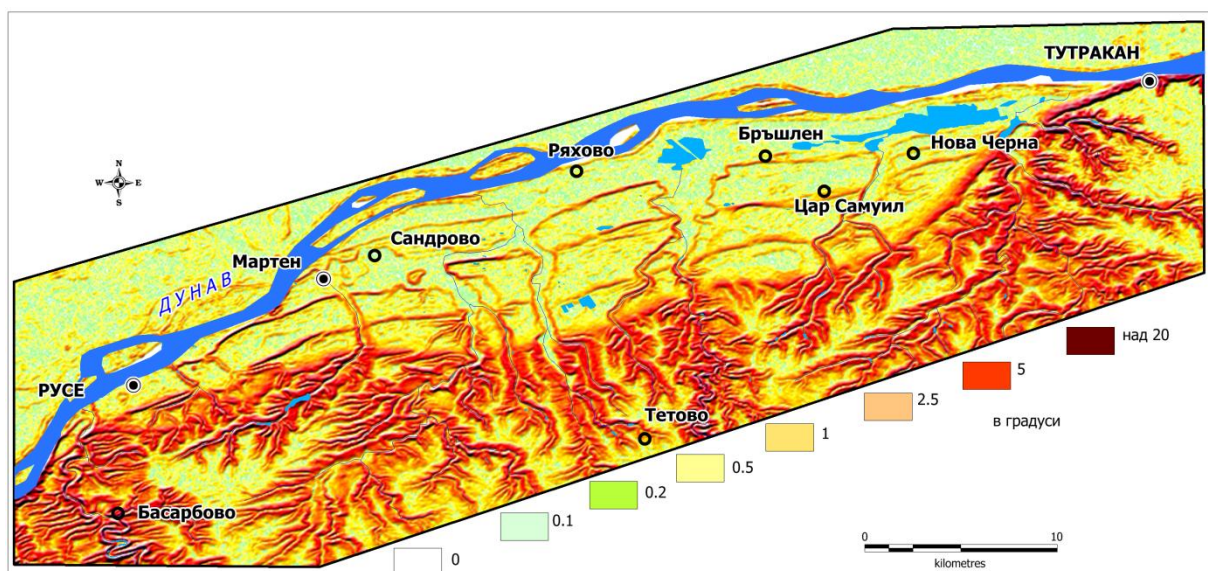 ТУТРАКАН
Бръшлен
Нова Черна
Ряхово
N
W E
S
Цар Самуил
Сандрово
Мартен
ДУНАВ
над 20
РУСЕ
5
2.5
в градуси
Тетово
1
0.5
0.2
Басарбово
0.1
0
0 10
kilometres